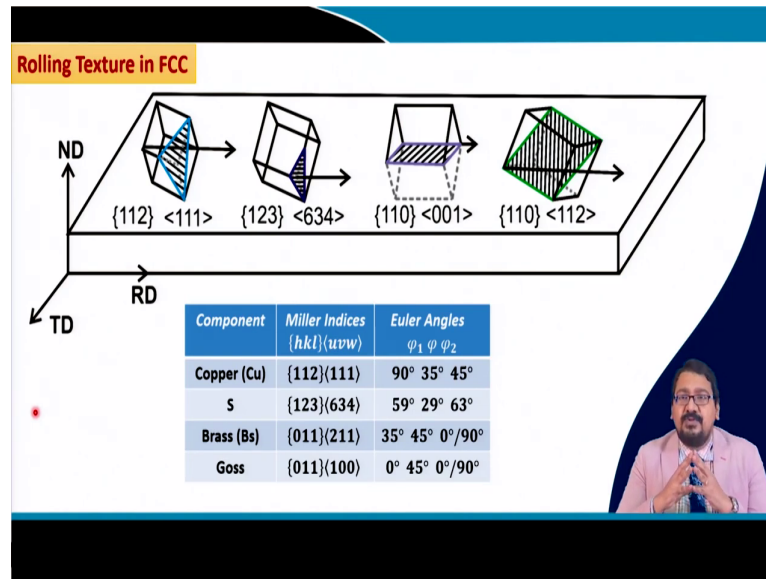 Rolling Texture in FCC
ND
{112} <111> {123} <634> {110} <001> {110} <112>
RD
TD
Component Miller Indices Euler Angles
{hkl}⟨uvw⟩ φ₁ φ φ₂
Copper (Cu) {112}⟨111⟩ 90° 35° 45°
S {123}⟨634⟩ 59° 29° 63°
Brass (Bs) {011}⟨211⟩ 35° 45° 0°/90°
Goss {011}⟨100⟩ 0° 45° 0°/90°